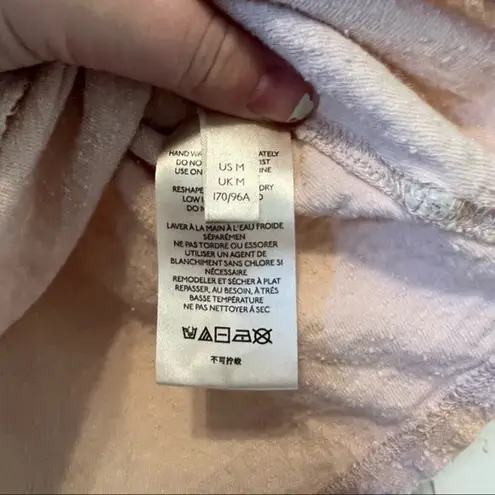 US M
UK M
170/96A
HAND WA ATELY
DO NO IST
USE ON INE
RESHAPE DRY
LOW
DO N
LAVER À LA MAIN À L'EAU FROIDE
SÉPARÉMEN
NE PAS TORDRE OU ESSORER
UTILISER UN AGENT DE
BLANCHIMENT SANS CHLORE SI
NÉCESSAIRE
REMODELER ET SÉCHER À PLAT
REPASSER, AU BESOIN, À TRÈS
BASSE TEMPÉRATURE
NE PAS NETTOYER À SEC
不可拧绞